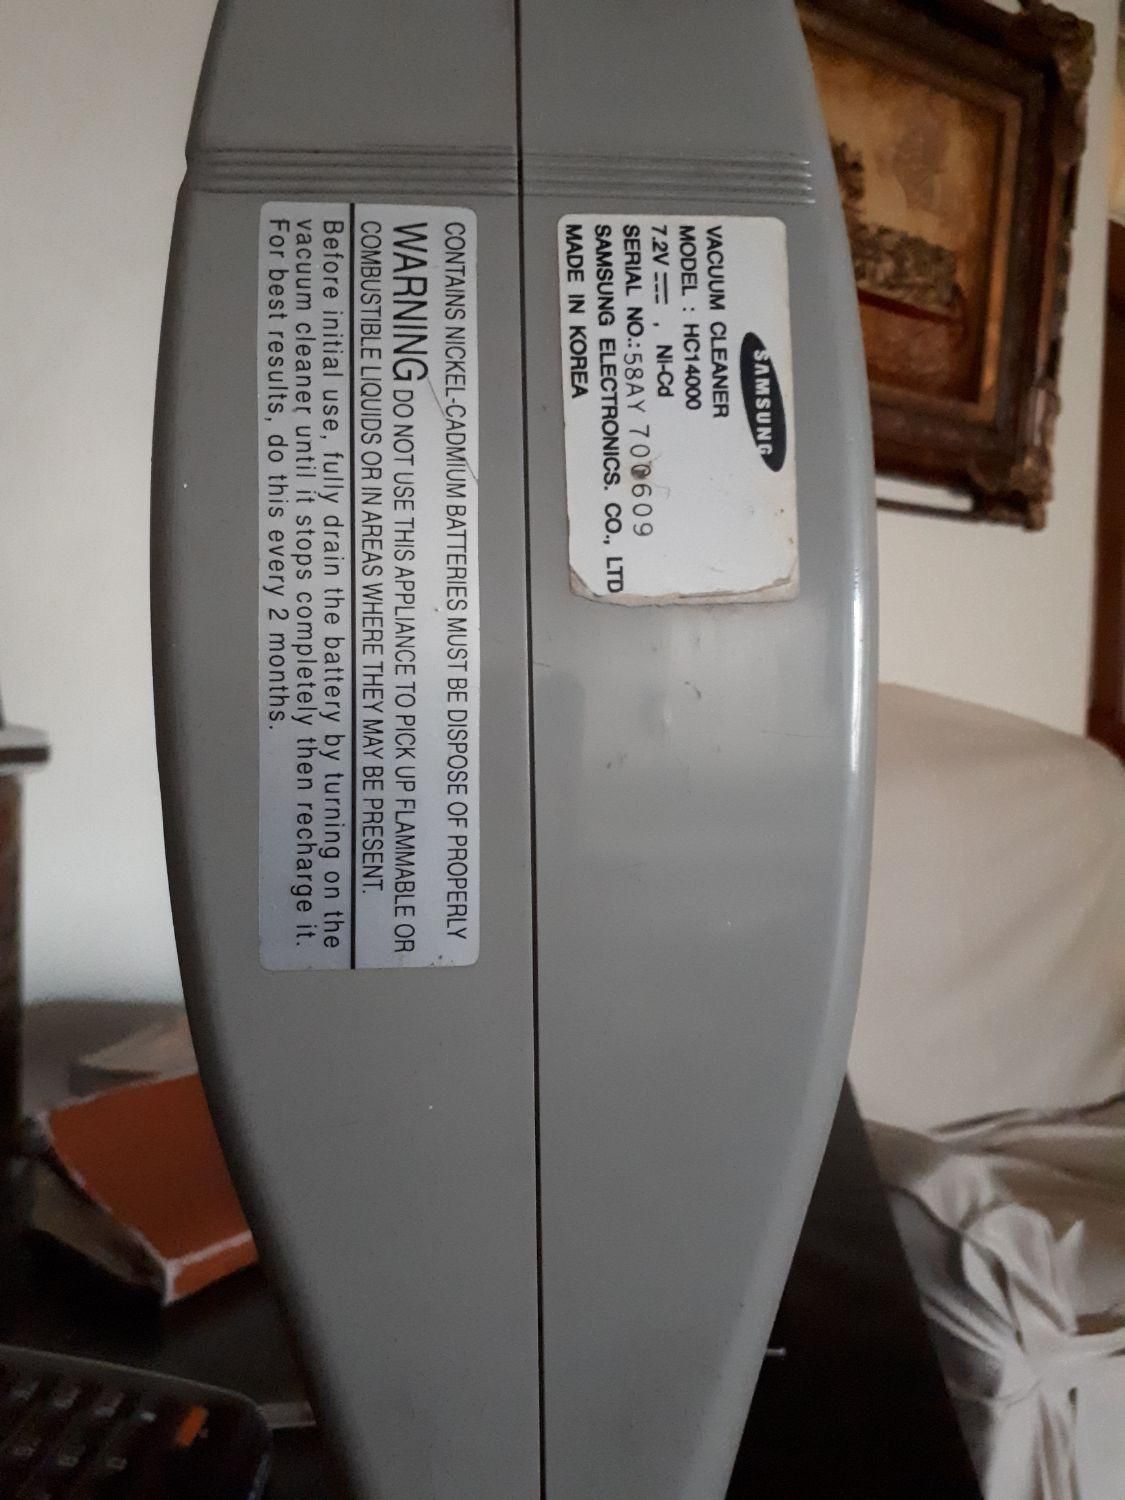 SAMSUNG
VACUUM CLEANER
MODEL : HC14000
7.2V ⎓ , Ni-Cd
SERIAL NO.:58AY 700609
SAMSUNG ELECTRONICS. CO., LTD
MADE IN KOREA
CONTAINS NICKEL-CADMIUM BATTERIES MUST BE DISPOSE OF PROPERLY
WARNING DO NOT USE THIS APPLIANCE TO PICK UP FLAMMABLE OR
COMBUSTIBLE LIQUIDS OR IN AREAS WHERE THEY MAY BE PRESENT.
Before initial use, fully drain the battery by turning on the
vacuum cleaner until it stops completely then recharge it.
For best results, do this every 2 months.